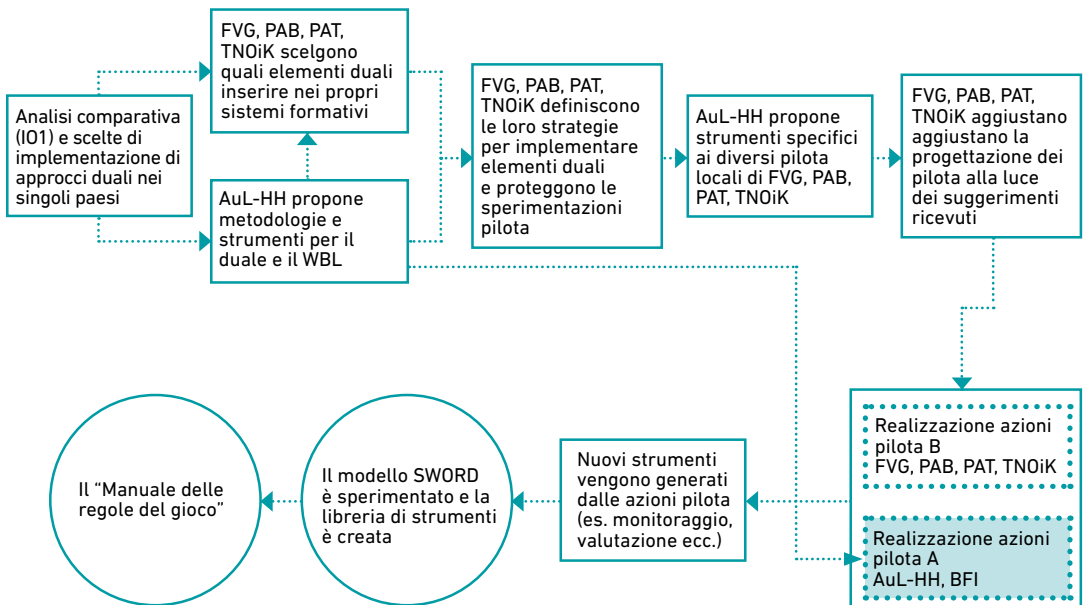 Analisi comparativa
(IO1) e scelte di
implementazione di
approcci duali nei
singoli paesi
FVG, PAB, PAT,
TNOiK scelgono
quali elementi duali
inserire nei propri
sistemi formativi
AuL-HH propone
metodologie e
strumenti per il
duale e il WBL
FVG, PAB, PAT,
TNOiK definiscono
le loro strategie
per implementare
elementi duali
e proteggono le
sperimentazioni
pilota
AuL-HH propone
strumenti specifici
ai diversi pilota
locali di FVG, PAB,
PAT, TNOiK
FVG, PAB, PAT,
TNOiK aggiustano
aggiustano la
progettazione dei
pilota alla luce
dei suggerimenti
ricevuti
Realizzazione azioni
pilota B
FVG, PAB, PAT, TNOiK
Realizzazione azioni
pilota A
AuL-HH, BFI
Nuovi strumenti
vengono generati
dalle azioni pilota
(es. monitoraggio,
valutazione ecc.)
Il modello SWORD
è sperimentato e la
libreria di strumenti
è creata
Il “Manuale delle
regole del gioco”